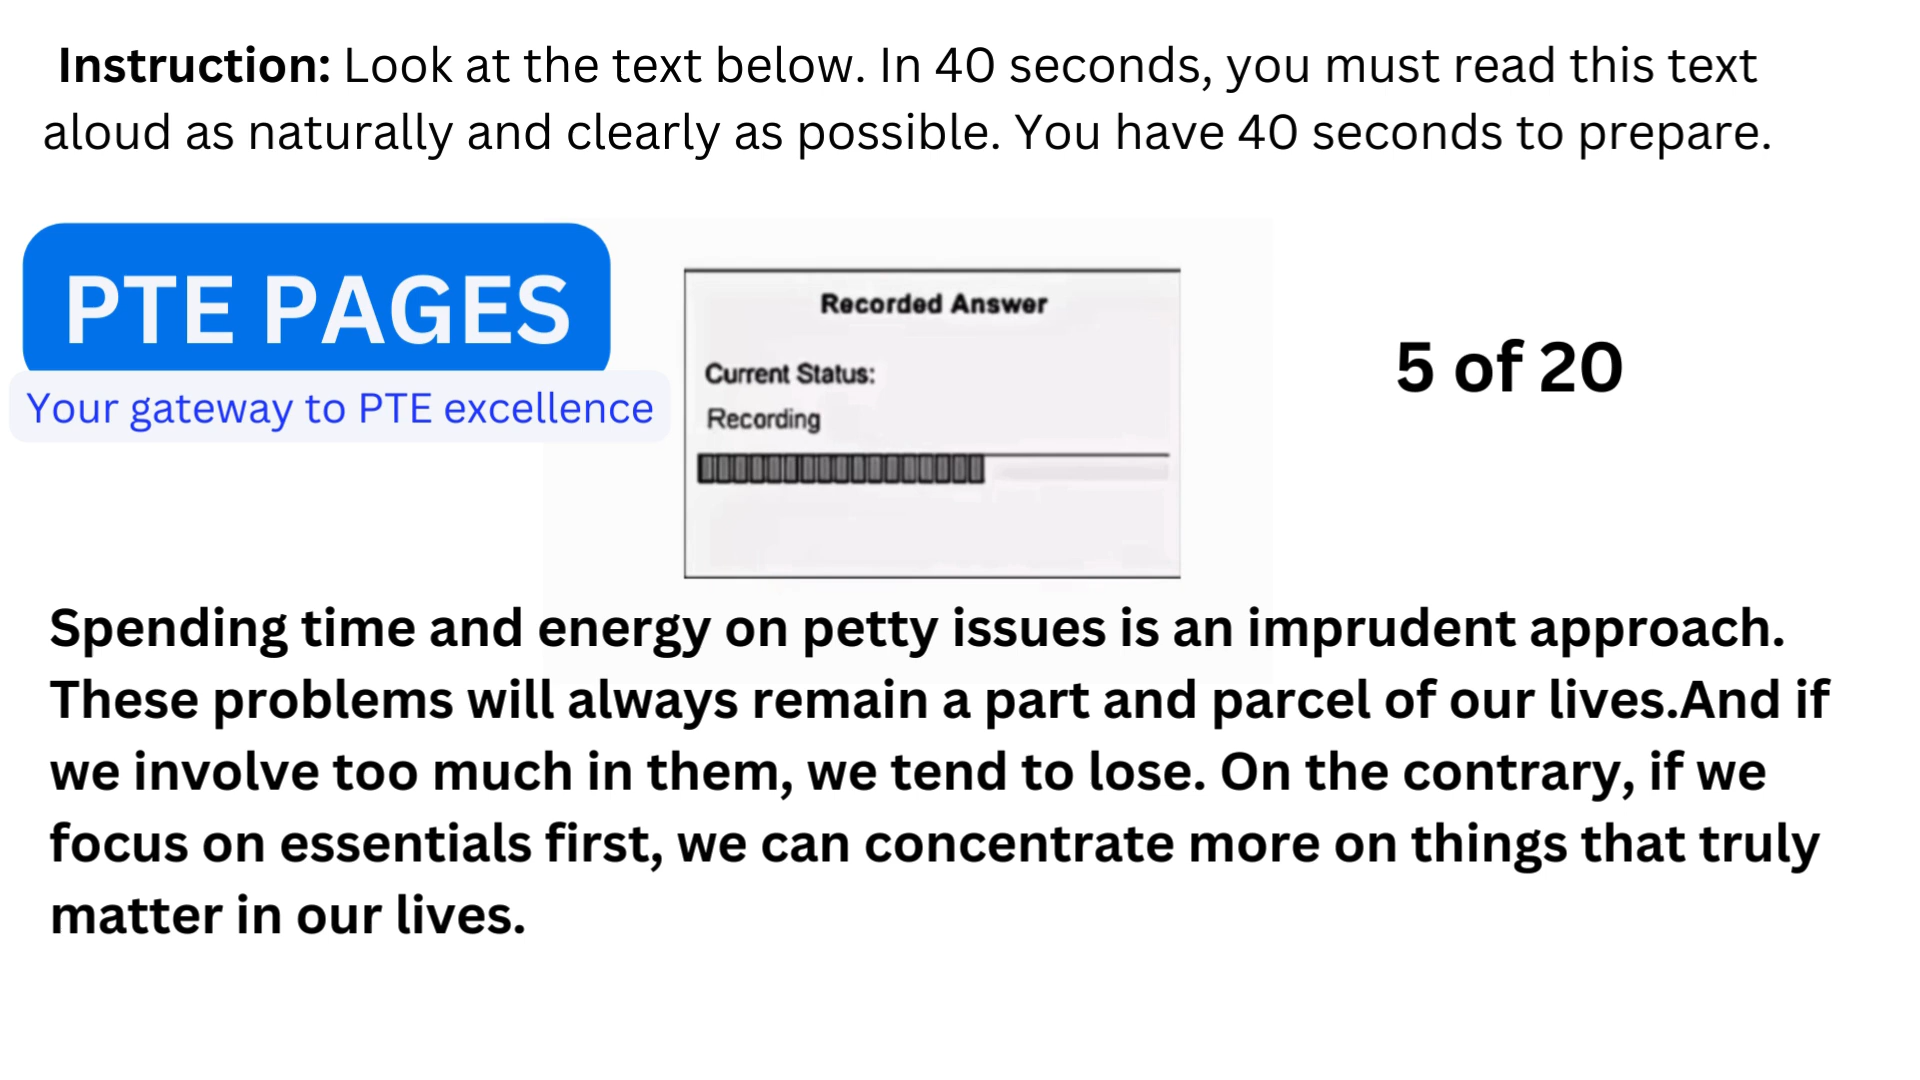 Instruction: Look at the text below. In 40 seconds, you must read this text
aloud as naturally and clearly as possible. You have 40 seconds to prepare.
PTE PAGES
Your gateway to PTE excellence
Recorded Answer
Current Status:
Recording
5 of 20
Spending time and energy on petty issues is an imprudent approach.
These problems will always remain a part and parcel of our lives.And if
we involve too much in them, we tend to lose. On the contrary, if we
focus on essentials first, we can concentrate more on things that truly
matter in our lives.